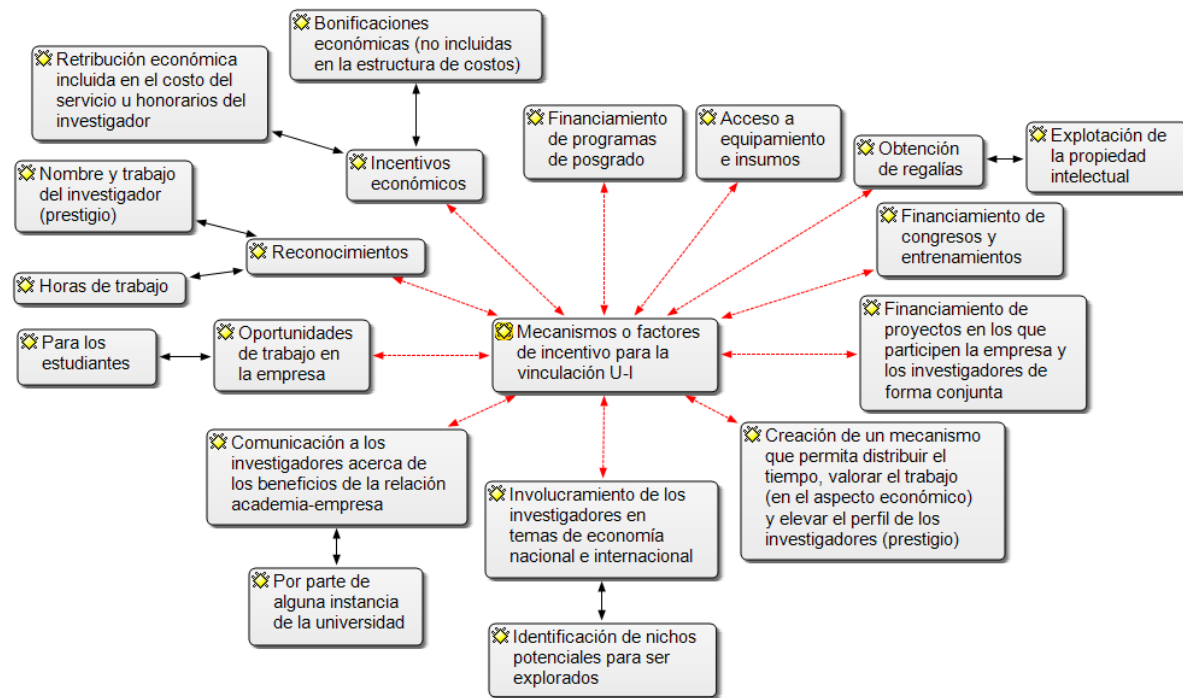 Bonificaciones
económicas (no incluidas
en la estructura de costos)
Retribución económica
incluida en el costo del
servicio u honorarios del
investigador
Incentivos
económicos
Financiamiento
de programas
de posgrado
Acceso a
equipamiento
e insumos
Obtención
de regalías
Explotación de
la propiedad
intelectual
Nombre y trabajo
del investigador
(prestigio)
Reconocimientos
Horas de trabajo
Financiamiento de
congresos y
entrenamientos
Para los
estudiantes
Oportunidades
de trabajo en
la empresa
Mecanismos o factores
de incentivo para la
vinculación U-I
Financiamiento de
proyectos en los que
participen la empresa y
los investigadores de
forma conjunta
Comunicación a los
investigadores acerca de
los beneficios de la relación
academia-empresa
Involucramiento de los
investigadores en
temas de economía
nacional e internacional
Creación de un mecanismo
que permita distribuir el
tiempo, valorar el trabajo
(en el aspecto económico)
y elevar el perfil de los
investigadores (prestigio)
Por parte de
alguna instancia
de la universidad
Identificación de nichos
potenciales para ser
explorados